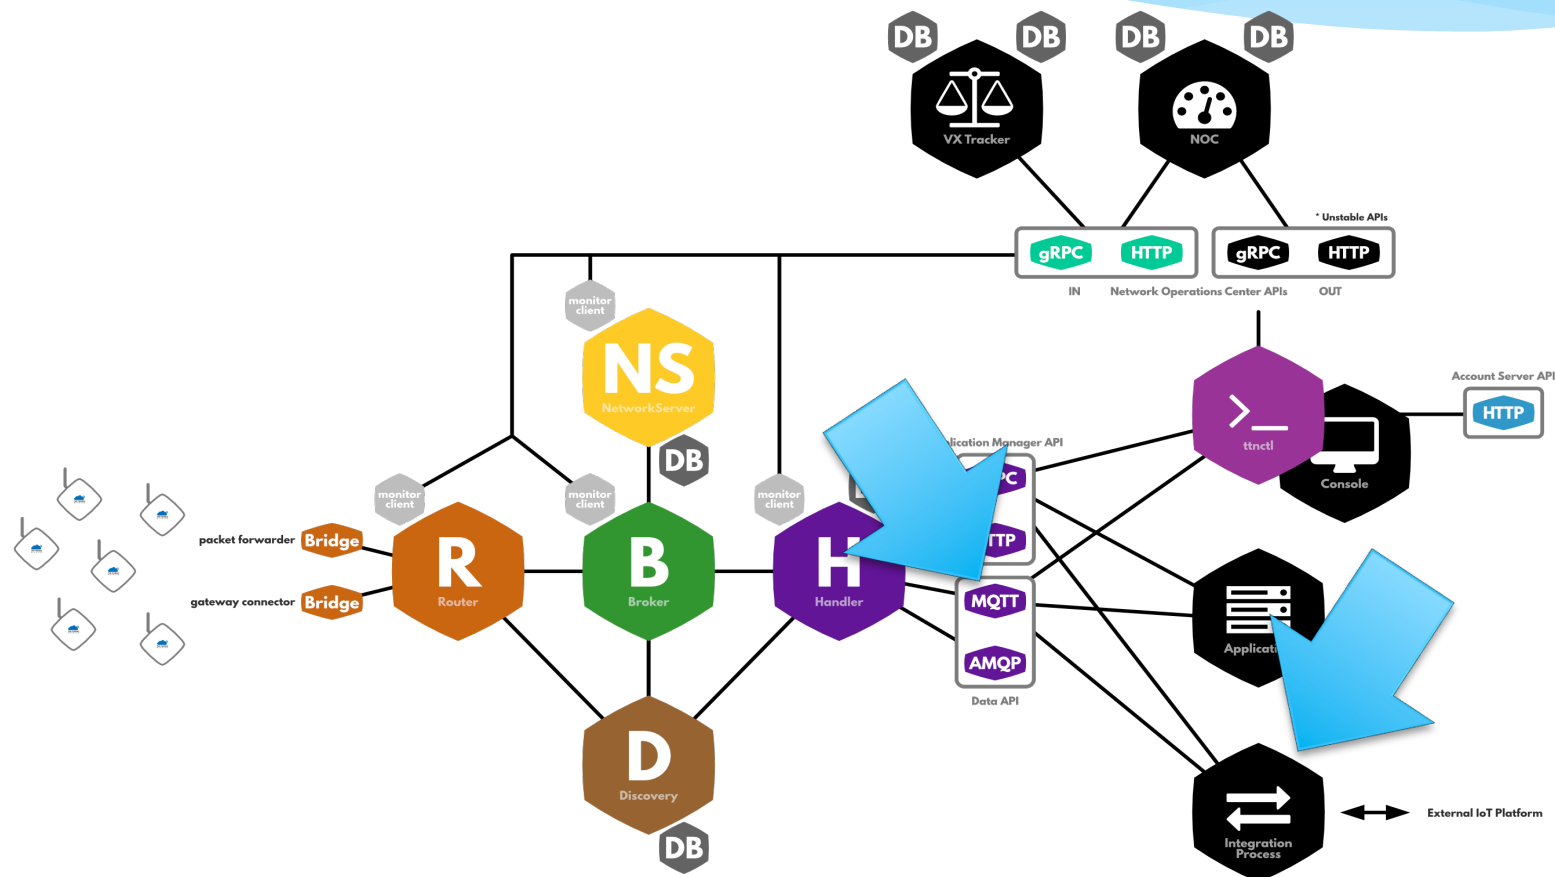 DB
DB
DB
DB
VX Tracker
NOC
* Unstable APIs
gRPC
HTTP
gRPC
HTTP
IN
Network Operations Center APIs
OUT
monitor
client
NS
NetworkServer
DB
Account Server API
HTTP
>_
ttnctl
Console
lication Manager API
PC
TTP
monitor
client
monitor
client
monitor
client
packet forwarder
Bridge
gateway connector
Bridge
R
Router
B
Broker
H
Handler
MQTT
AMQP
Data API
Applicati
D
Discovery
DB
Integration
Process
External IoT Platform